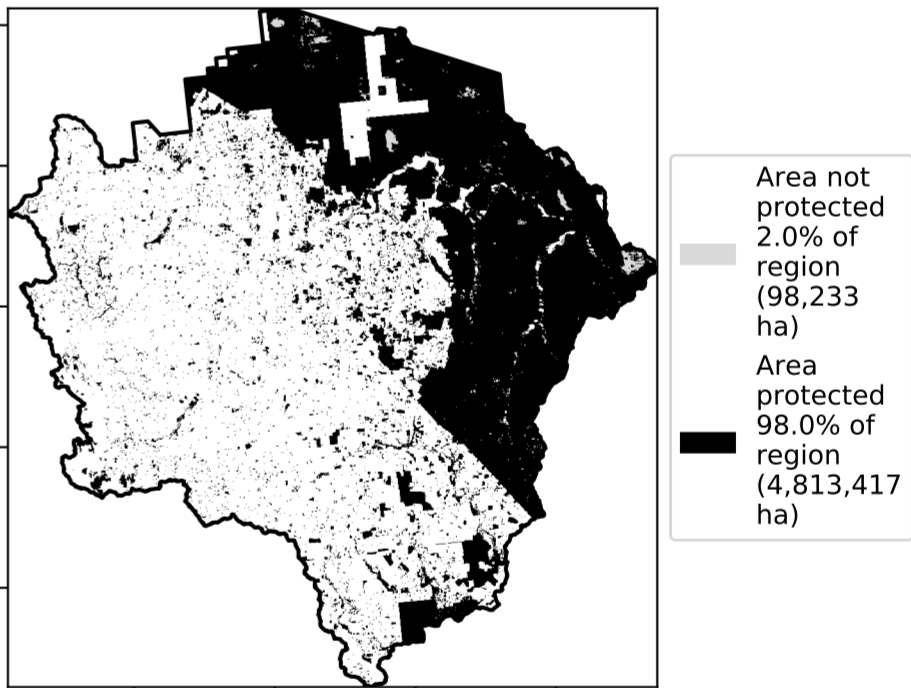 Area not
protected
2.0% of
region
(98,233
ha)
Area
protected
98.0% of
region
(4,813,417
ha)